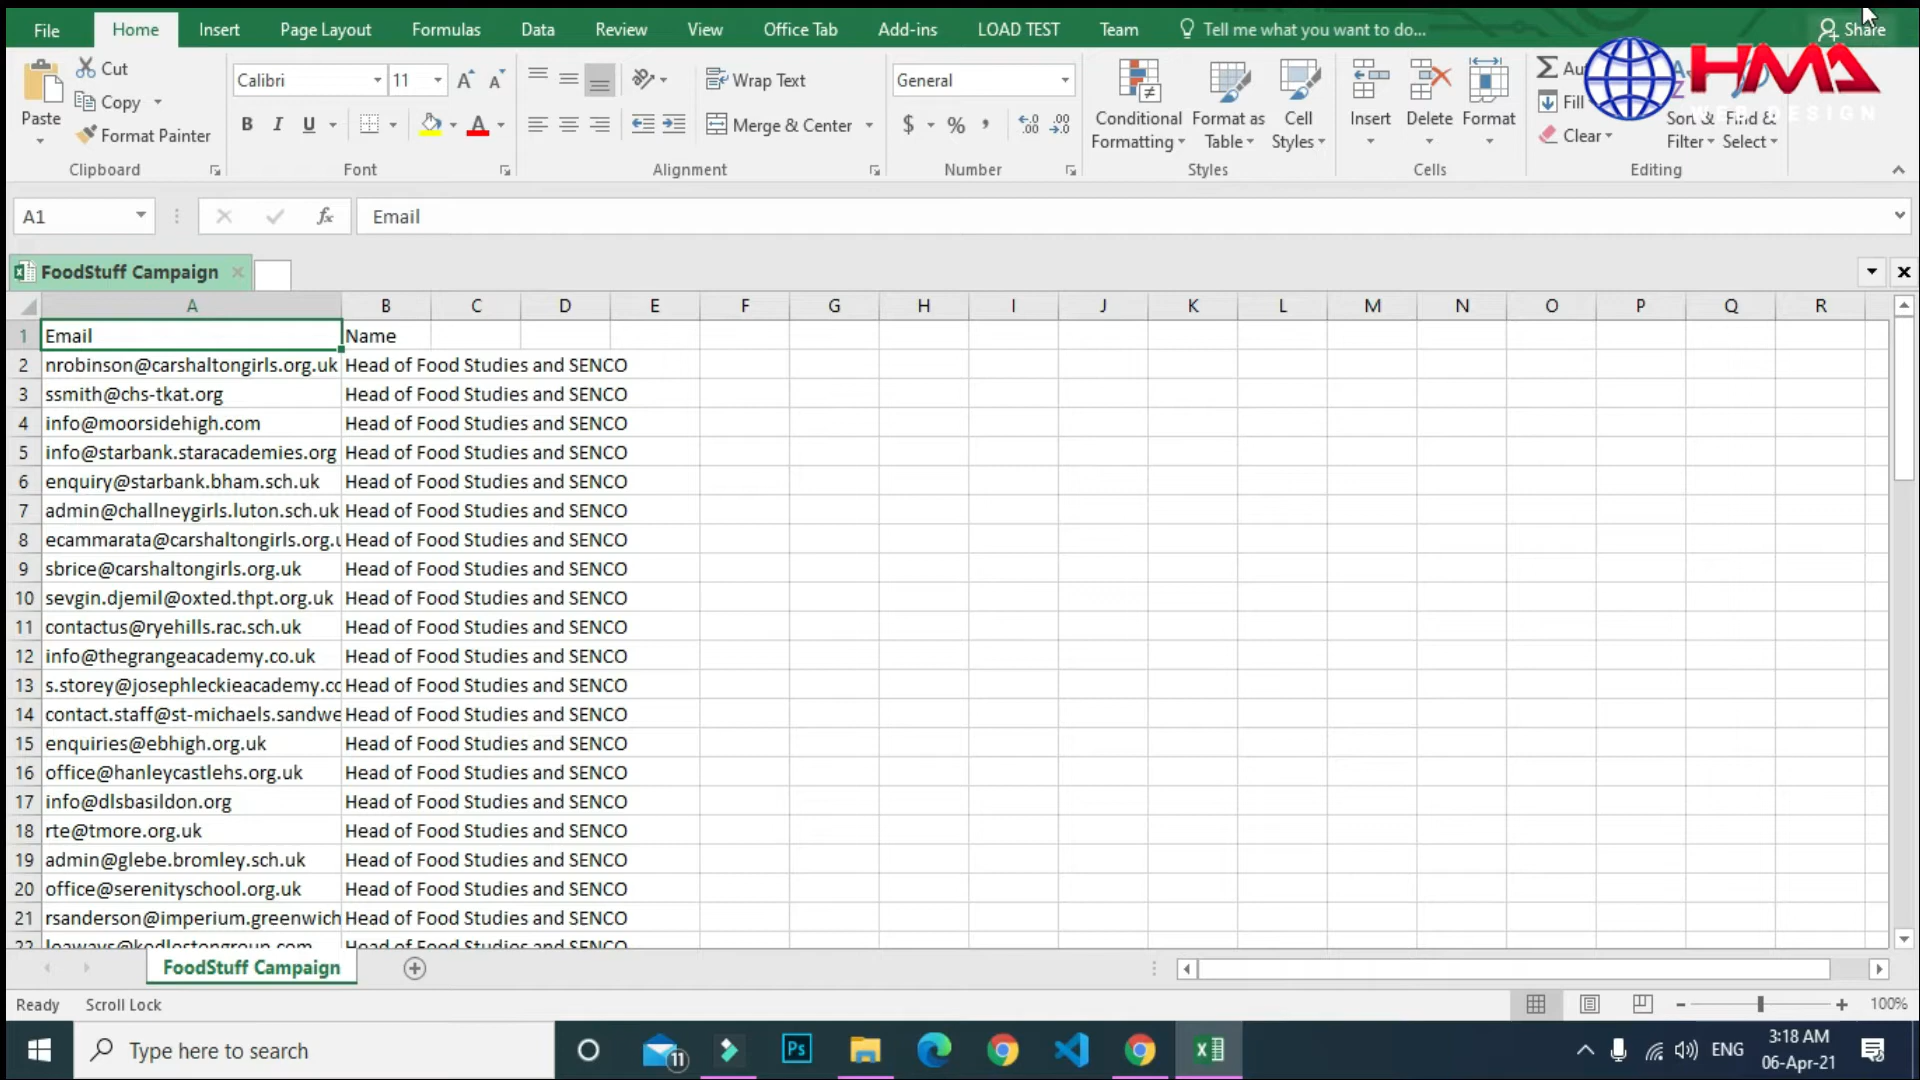 File Home Insert Page Layout Formulas Data Review View Office Tab Add-ins LOAD TEST Team Tell me what you want to do... Share
Cut
Copy
Format Painter
Paste
Calibri 11
B I U
Wrap Text
Merge & Center
General
$ % ,
Conditional Formatting
Format as Table
Cell Styles
Insert Delete Format
Fill
Clear
Sort & Filter
Find & Select
HMA
WEB DESIGN
Clipboard Font Alignment Number Styles Cells Editing
A1 fx Email
FoodStuff Campaign
A B C D E F G H I J K L M N O P Q R
1 Email Name
2 nrobinson@carshaltongirls.org.uk Head of Food Studies and SENCO
3 ssmith@chs-tkat.org Head of Food Studies and SENCO
4 info@moorsidehigh.com Head of Food Studies and SENCO
5 info@starbank.staracademies.org Head of Food Studies and SENCO
6 enquiry@starbank.bham.sch.uk Head of Food Studies and SENCO
7 admin@challneygirls.luton.sch.uk Head of Food Studies and SENCO
8 ecammarata@carshaltongirls.org.u Head of Food Studies and SENCO
9 sbrice@carshaltongirls.org.uk Head of Food Studies and SENCO
10 sevgin.djemil@oxted.thpt.org.uk Head of Food Studies and SENCO
11 contactus@ryehills.rac.sch.uk Head of Food Studies and SENCO
12 info@thegrangeacademy.co.uk Head of Food Studies and SENCO
13 s.storey@josephleckieacademy.co Head of Food Studies and SENCO
14 contact.staff@st-michaels.sandwe Head of Food Studies and SENCO
15 enquiries@ebhigh.org.uk Head of Food Studies and SENCO
16 office@hanleycastlehs.org.uk Head of Food Studies and SENCO
17 info@dlsbasildon.org Head of Food Studies and SENCO
18 rte@tmore.org.uk Head of Food Studies and SENCO
19 admin@glebe.bromley.sch.uk Head of Food Studies and SENCO
20 office@serenityschool.org.uk Head of Food Studies and SENCO
21 rsanderson@imperium.greenwich Head of Food Studies and SENCO
22 Head of Food Studies and SENCO
FoodStuff Campaign
Ready Scroll Lock 100%
Type here to search 11 Ps ENG 3:18 AM
06-Apr-21